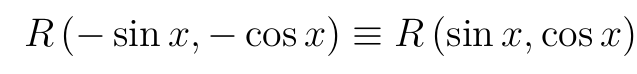 R (− sin x, − cos x) ≡ R (sin x, cos x)